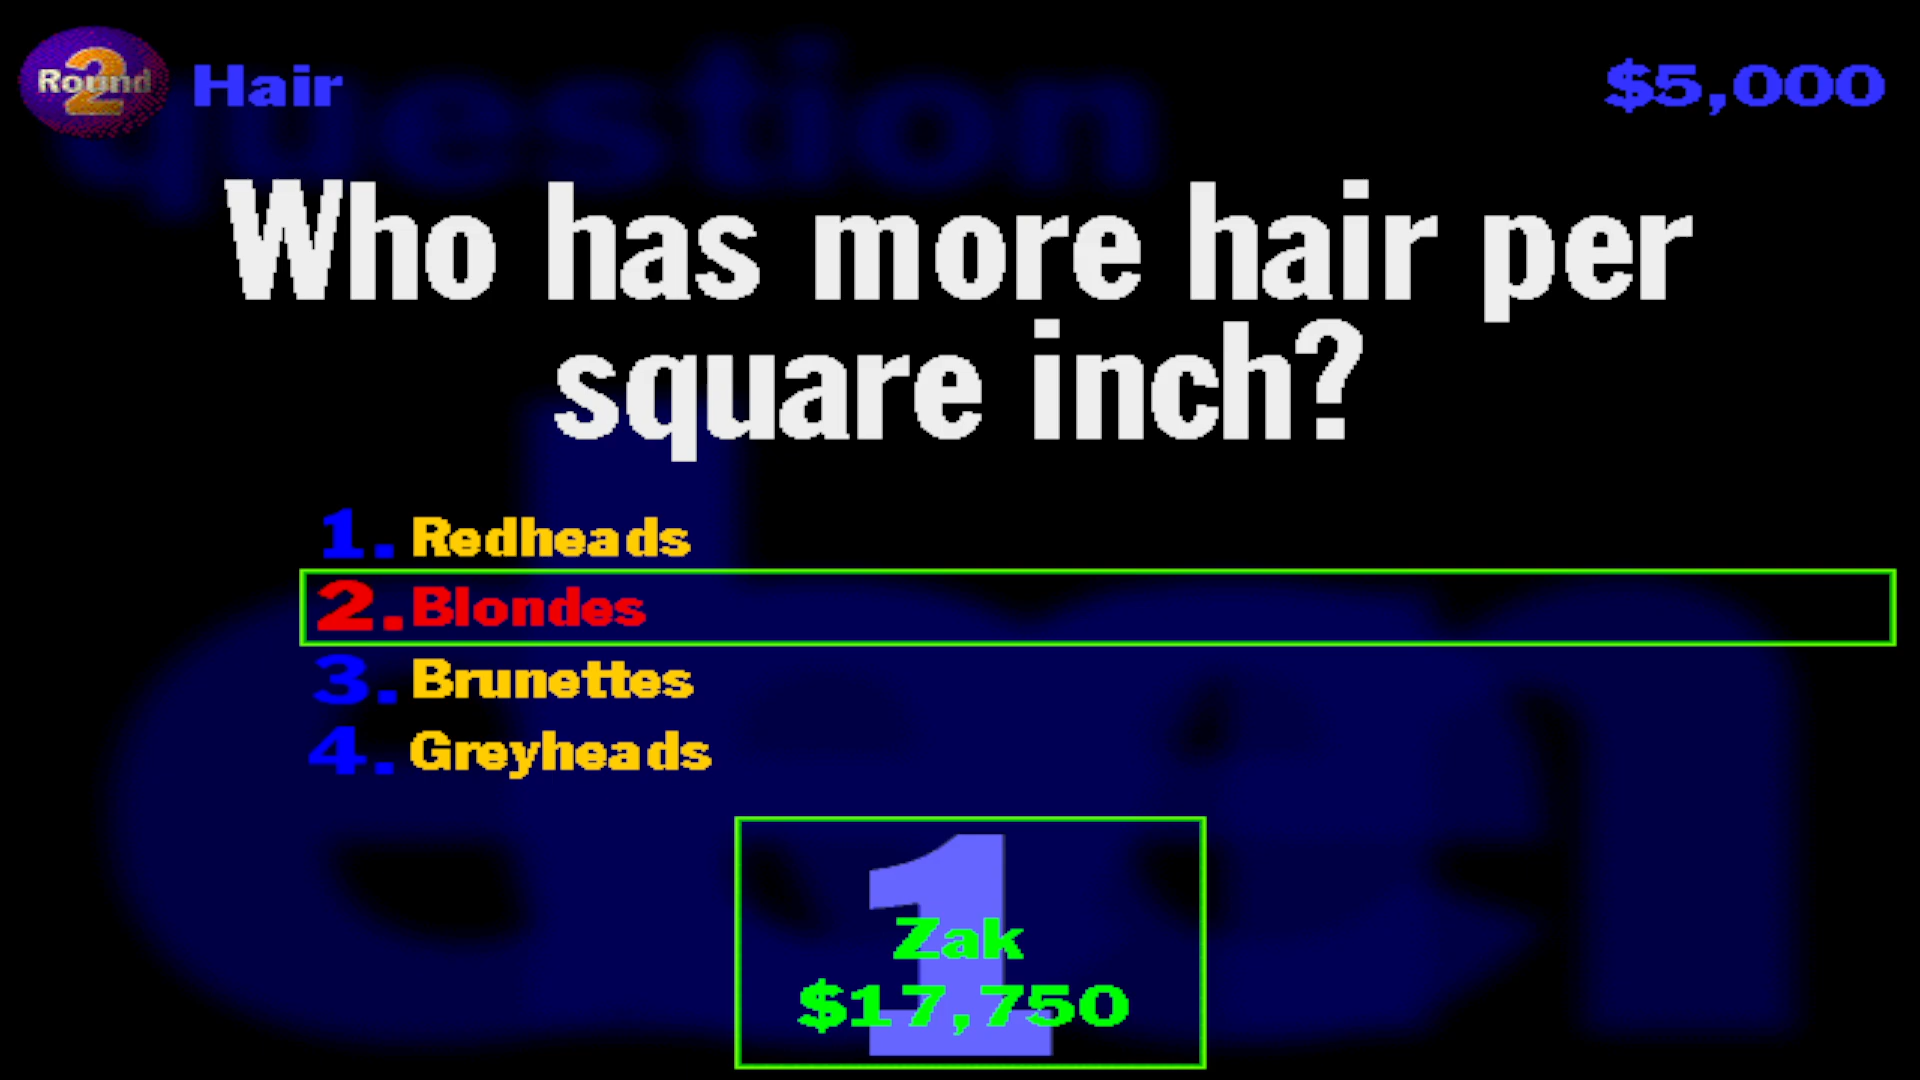 Round 2 Hair $5,000
question
Who has more hair per
square inch?
1. Redheads
2. Blondes
3. Brunettes
4. Greyheads
1
Zak
$17,750